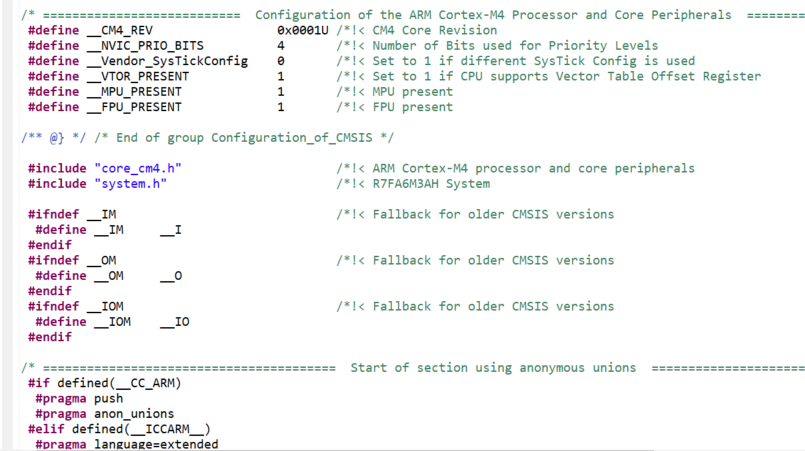 /* =========================== Configuration of the ARM Cortex-M4 Processor and Core Peripherals ========
#define __CM4_REV 0x0001U /*!< CM4 Core Revision
#define __NVIC_PRIO_BITS 4 /*!< Number of Bits used for Priority Levels
#define __Vendor_SysTickConfig 0 /*!< Set to 1 if different SysTick Config is used
#define __VTOR_PRESENT 1 /*!< Set to 1 if CPU supports Vector Table Offset Register
#define __MPU_PRESENT 1 /*!< MPU present
#define __FPU_PRESENT 1 /*!< FPU present
/** @} */ /* End of group Configuration_of_CMSIS */
#include "core_cm4.h" /*!< ARM Cortex-M4 processor and core peripherals
#include "system.h" /*!< R7FA6M3AH System
#ifndef __IM /*!< Fallback for older CMSIS versions
#define __IM __I
#endif
#ifndef __OM /*!< Fallback for older CMSIS versions
#define __OM __O
#endif
#ifndef __IOM /*!< Fallback for older CMSIS versions
#define __IOM __IO
#endif
/* ======================================== Start of section using anonymous unions =====================
#if defined(__CC_ARM)
#pragma push
#pragma anon_unions
#elif defined(__ICCARM__)
#pragma language=extended